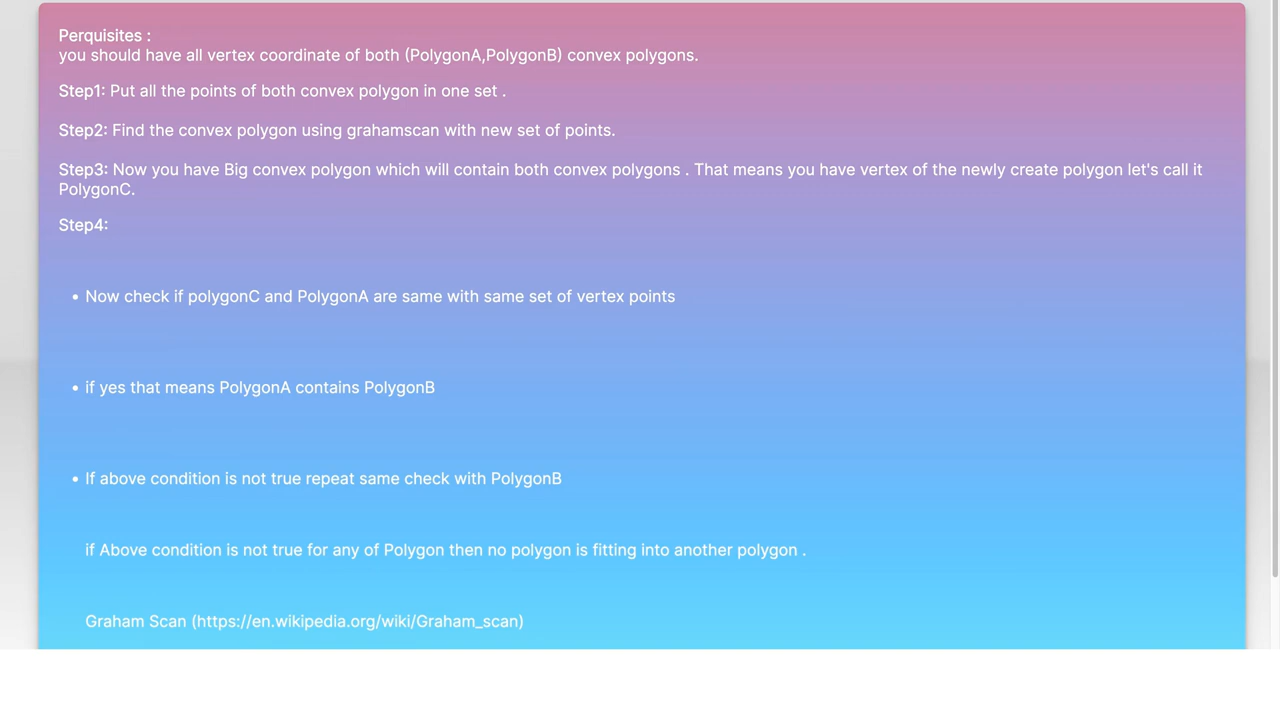 Perquisites :
you should have all vertex coordinate of both (PolygonA,PolygonB) convex polygons.
Step1: Put all the points of both convex polygon in one set .
Step2: Find the convex polygon using grahamscan with new set of points.
Step3: Now you have Big convex polygon which will contain both convex polygons . That means you have vertex of the newly create polygon let's call it
PolygonC.
Step4:
• Now check if polygonC and PolygonA are same with same set of vertex points
• if yes that means PolygonA contains PolygonB
• If above condition is not true repeat same check with PolygonB
if Above condition is not true for any of Polygon then no polygon is fitting into another polygon .
Graham Scan (https://en.wikipedia.org/wiki/Graham_scan)